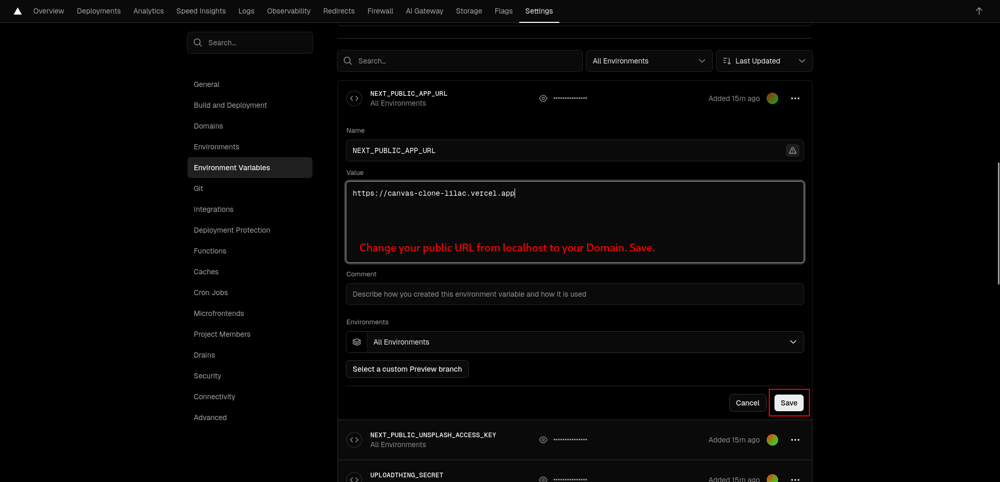 Overview Deployments Analytics Speed Insights Logs Observability Redirects Firewall AI Gateway Storage Flags Settings
Search...
General
Build and Deployment
Domains
Environments
Environment Variables
Git
Integrations
Deployment Protection
Functions
Caches
Cron Jobs
Microfrontends
Project Members
Drains
Security
Connectivity
Advanced
Search... All Environments Last Updated
NEXT_PUBLIC_APP_URL
All Environments
•••••••••••••••
Added 15m ago
Name
NEXT_PUBLIC_APP_URL
Value
https://canvas-clone-lilac.vercel.app
Change your public URL from localhost to your Domain. Save.
Comment
Describe how you created this environment variable and how it is used
Environments
All Environments
Select a custom Preview branch
Cancel Save
NEXT_PUBLIC_UNSPLASH_ACCESS_KEY
All Environments
•••••••••••••••
Added 15m ago
UPLOADTHING_SECRET
•••••••••••••••
Added 15m ago